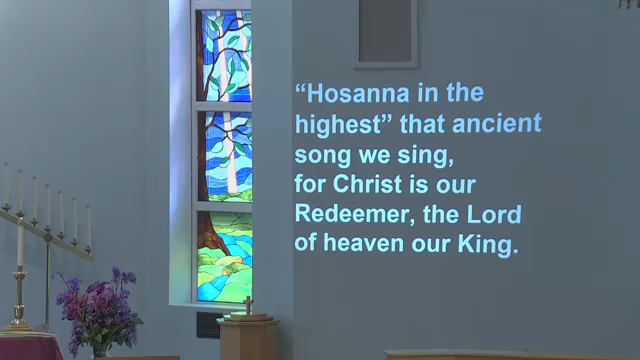 “Hosanna in the
highest” that ancient
song we sing,
for Christ is our
Redeemer, the Lord
of heaven our King.